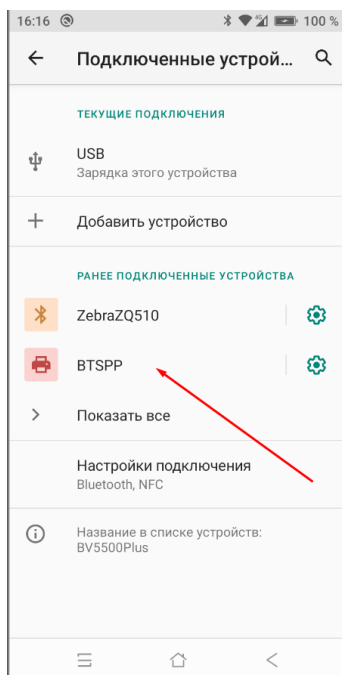 16:16 100 %
Подключенные устрой...
ТЕКУЩИЕ ПОДКЛЮЧЕНИЯ
USB
Зарядка этого устройства
Добавить устройство
РАНЕЕ ПОДКЛЮЧЕННЫЕ УСТРОЙСТВА
ZebraZQ510
BTSPP
Показать все
Настройки подключения
Bluetooth, NFC
Название в списке устройств:
BV5500Plus